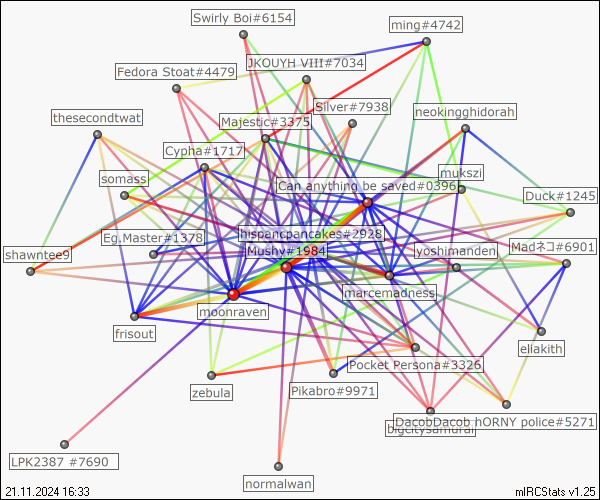 Swirly Boi#6154
ming#4742
JKOUYH VIII#7034
Fedora Stoat#4479
Silver#7938
neokingghidorah
thesecondtwat
Majestic#3375
Cypha#1717
mukszi
somass
Can anything be saved#0396
Duck#1245
Eg.Master#1378
hispancpancakes#2928
shawntee9
Mushy#1984
yoshimanden
Madネコ#6901
marcemadness
moonraven
frisout
eliakith
Pocket Persona#3326
zebula
Pikabro#9971
DacobDacob hORNY police#5271
bigcitysamurai
LPK2387 #7690
normalwan
21.11.2024 16:33
mIRCStats v1.25